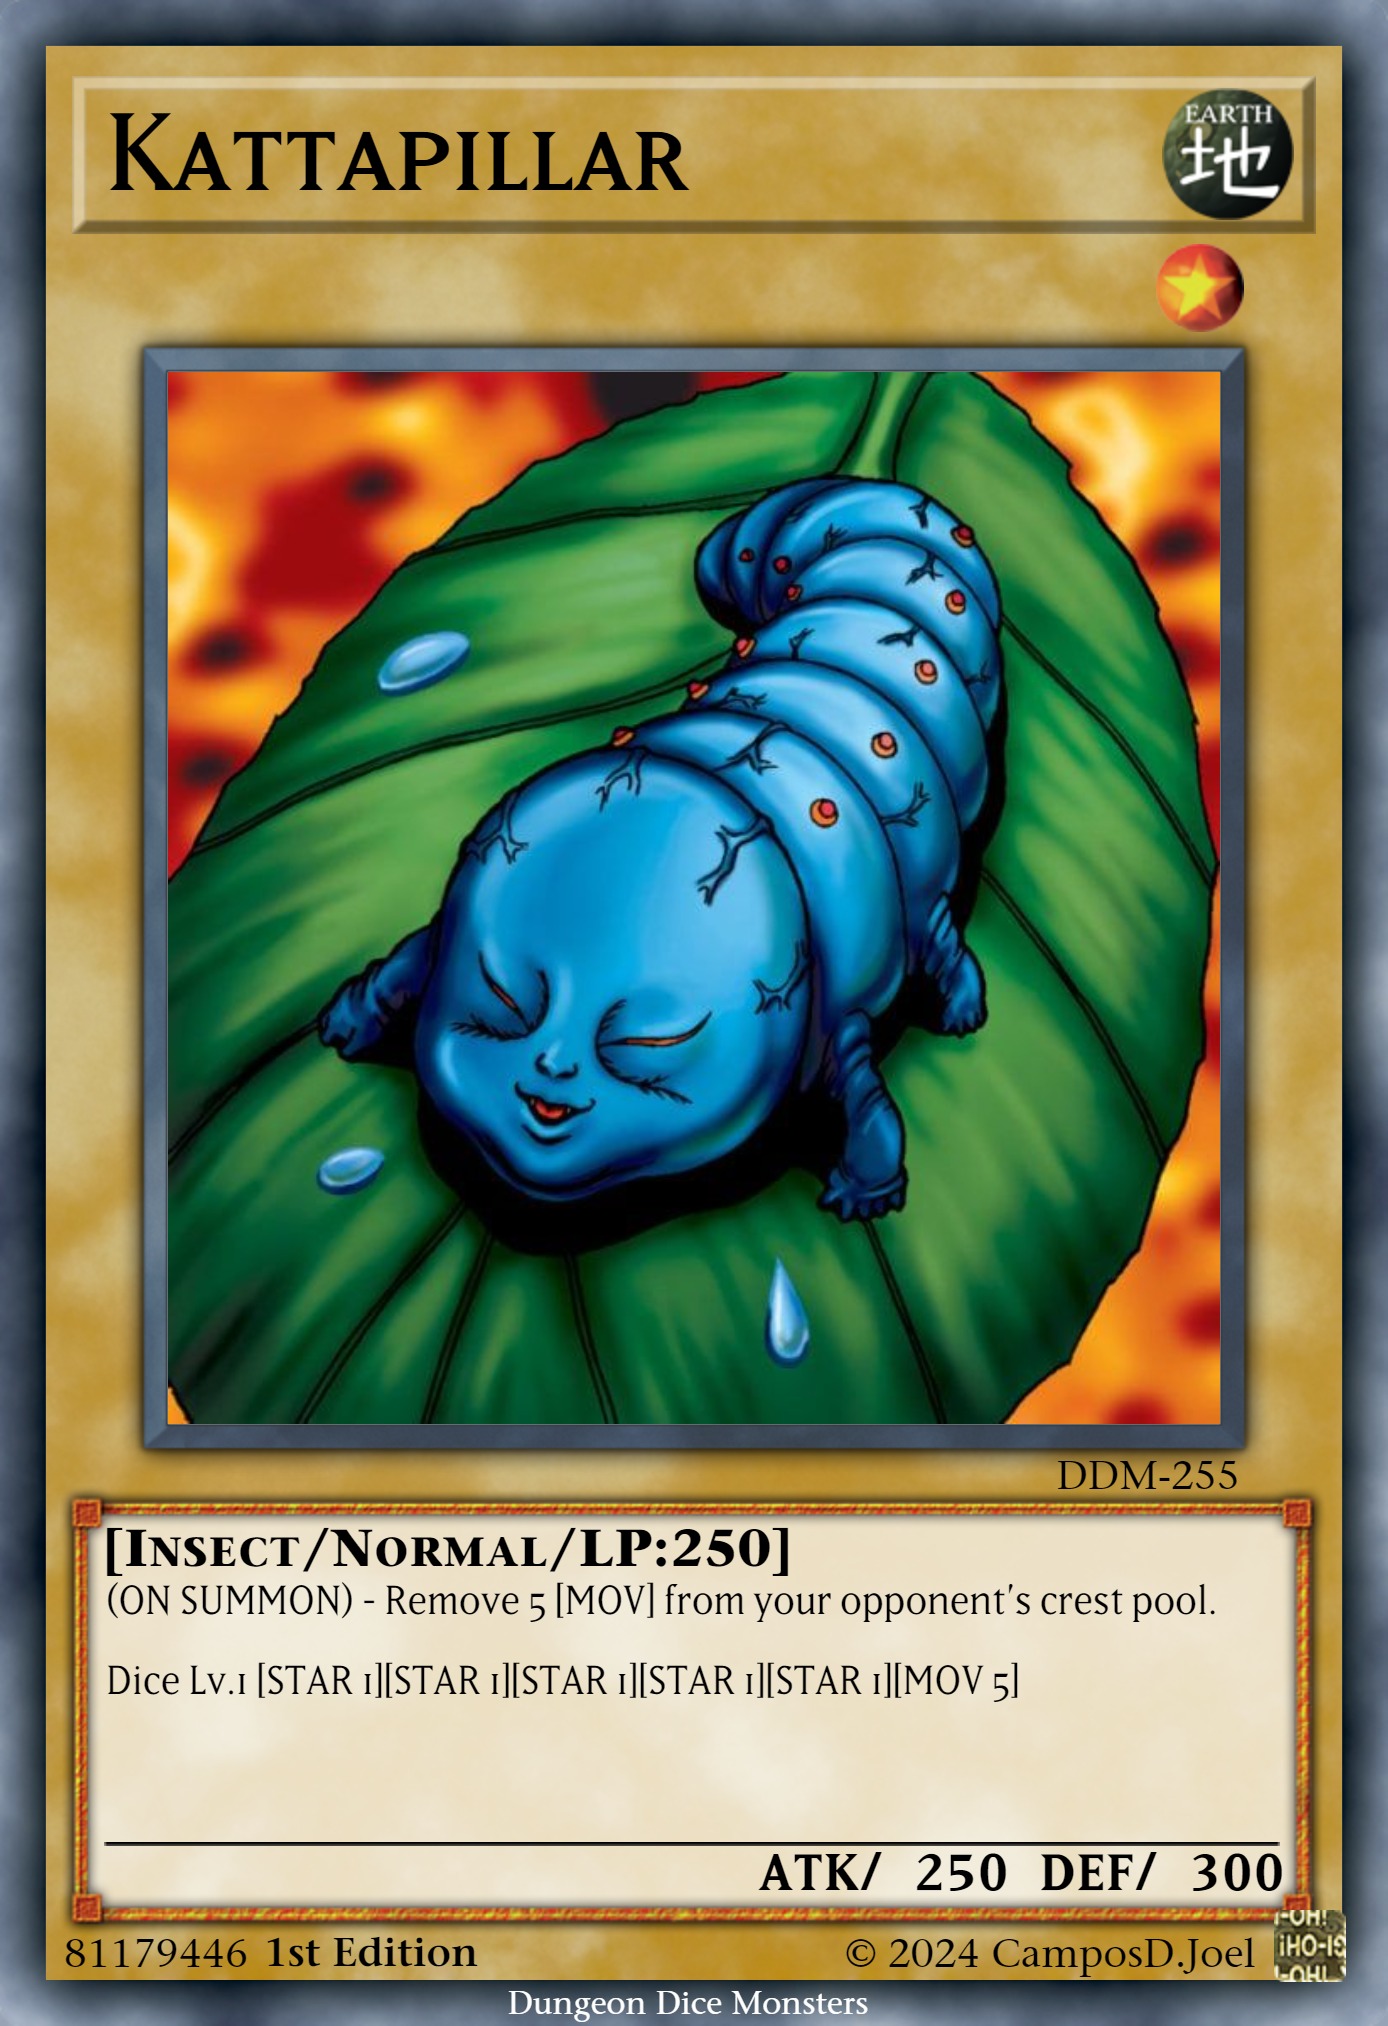 Kattapillar
EARTH
地
DDM-255
[Insect/Normal/LP:250]
(ON SUMMON) - Remove 5 [MOV] from your opponent's crest pool.
Dice Lv.1 [STAR 1][STAR 1][STAR 1][STAR 1][STAR 1][MOV 5]
ATK/ 250 DEF/ 300
81179446 1st Edition
© 2024 CamposD.Joel
Dungeon Dice Monsters